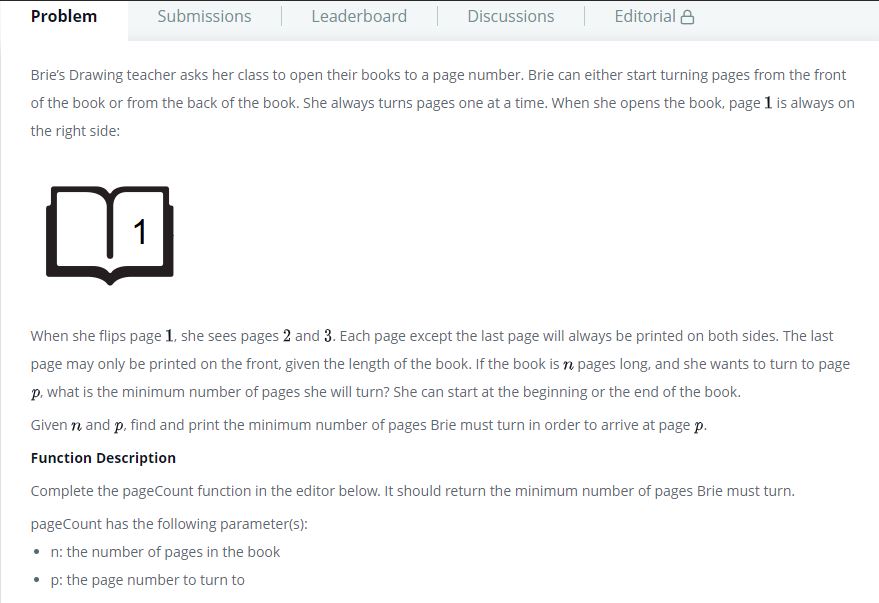 Problem
Submissions
Leaderboard
Discussions
Editorial
Brie’s Drawing teacher asks her class to open their books to a page number. Brie can either start turning pages from the front
of the book or from the back of the book. She always turns pages one at a time. When she opens the book, page 1 is always on
the right side:
1
When she flips page 1, she sees pages 2 and 3. Each page except the last page will always be printed on both sides. The last
page may only be printed on the front, given the length of the book. If the book is n pages long, and she wants to turn to page
p, what is the minimum number of pages she will turn? She can start at the beginning or the end of the book.
Given n and p, find and print the minimum number of pages Brie must turn in order to arrive at page p.
Function Description
Complete the pageCount function in the editor below. It should return the minimum number of pages Brie must turn.
pageCount has the following parameter(s):
• n: the number of pages in the book
• p: the page number to turn to